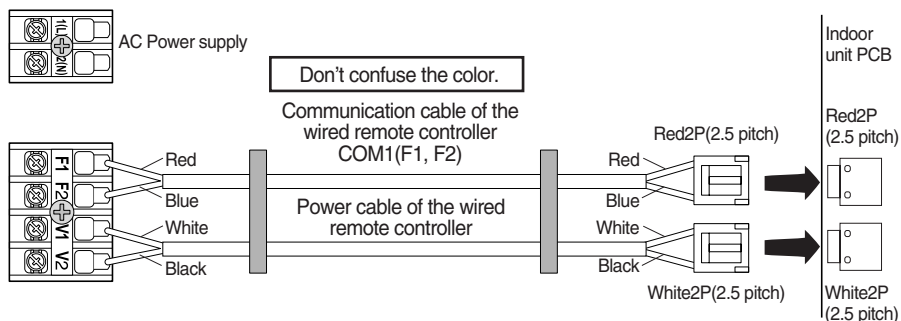 1(L)
2(N)
AC Power supply
Indoor
unit PCB
Don't confuse the color.
Communication cable of the
wired remote controller
COM1(F1, F2)
Red2P(2.5 pitch)
Red2P
(2.5 pitch)
F1
F2
V1
V2
Red
Blue
White
Black
Power cable of the wired
remote controller
Red
Blue
White
Black
White2P(2.5 pitch)
White2P
(2.5 pitch)